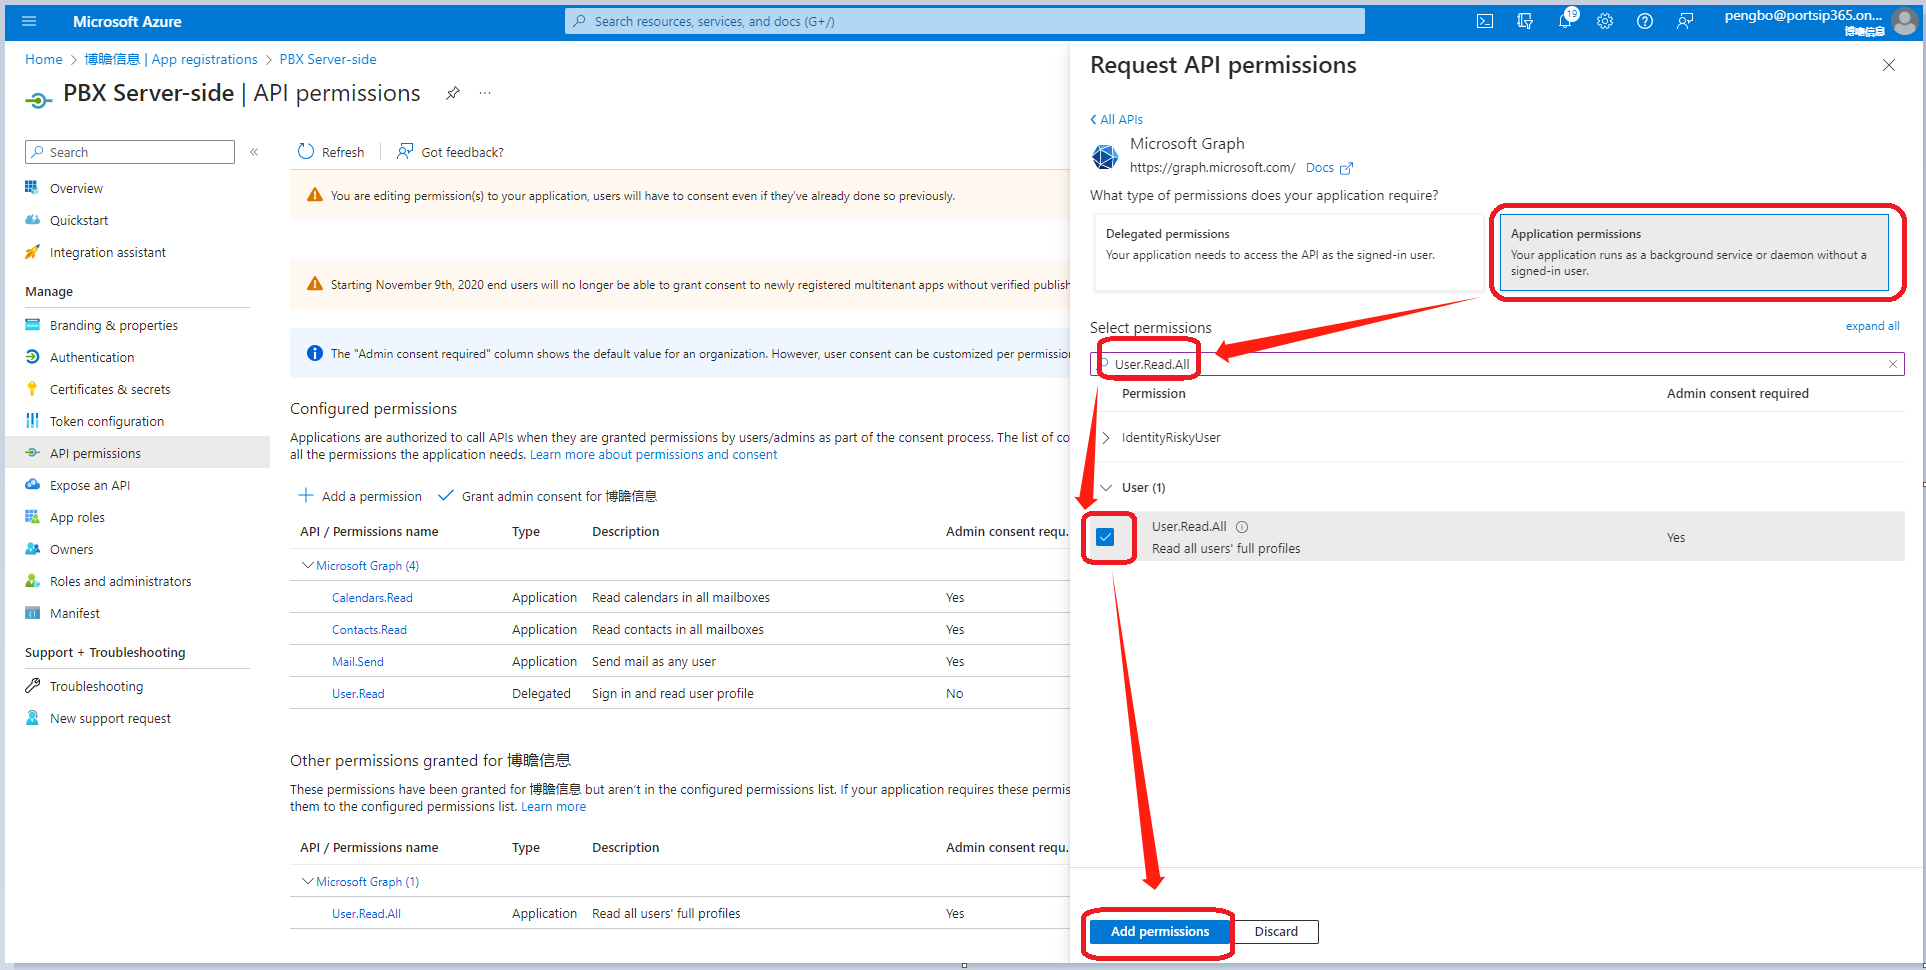 Microsoft Azure
Search resources, services, and docs (G+/)
19
pengbo@portsip365.on...
博瞻信息
Home > 博瞻信息 | App registrations > PBX Server-side
PBX Server-side | API permissions
Search
«
Overview
Quickstart
Integration assistant
Manage
Branding & properties
Authentication
Certificates & secrets
Token configuration
API permissions
Expose an API
App roles
Owners
Roles and administrators
Manifest
Support + Troubleshooting
Troubleshooting
New support request
Refresh
Got feedback?
You are editing permission(s) to your application, users will have to consent even if they've already done so previously.
Starting November 9th, 2020 end users will no longer be able to grant consent to newly registered multitenant apps without verified publish
The "Admin consent required" column shows the default value for an organization. However, user consent can be customized per permission
Configured permissions
Applications are authorized to call APIs when they are granted permissions by users/admins as part of the consent process. The list of co
all the permissions the application needs. Learn more about permissions and consent
Add a permission
Grant admin consent for 博瞻信息
API / Permissions name Type Description Admin consent requ...
Microsoft Graph (4)
Calendars.Read Application Read calendars in all mailboxes Yes
Contacts.Read Application Read contacts in all mailboxes Yes
Mail.Send Application Send mail as any user Yes
User.Read Delegated Sign in and read user profile No
Other permissions granted for 博瞻信息
These permissions have been granted for 博瞻信息 but aren't in the configured permissions list. If your application requires these permis
them to the configured permissions list. Learn more
API / Permissions name Type Description Admin consent requ...
Microsoft Graph (1)
User.Read.All Application Read all users' full profiles Yes
Request API permissions
All APIs
Microsoft Graph
https://graph.microsoft.com/ Docs
What type of permissions does your application require?
Delegated permissions
Your application needs to access the API as the signed-in user.
Application permissions
Your application runs as a background service or daemon without a
signed-in user.
Select permissions
expand all
User.Read.All
Permission Admin consent required
IdentityRiskyUser
User (1)
User.Read.All
Read all users' full profiles
Yes
Add permissions
Discard